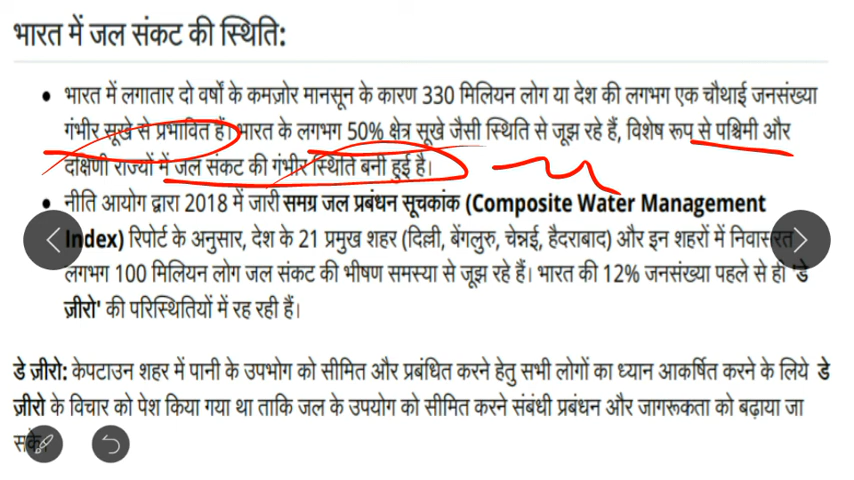 भारत में जल संकट की स्थिति:
• भारत में लगातार दो वर्षों के कमज़ोर मानसून के कारण 330 मिलियन लोग या देश की लगभग एक चौथाई जनसंख्या
गंभीर सूखे से प्रभावित हैं। भारत के लगभग 50% क्षेत्र सूखे जैसी स्थिति से जूझ रहे हैं, विशेष रूप से पश्चिमी और
दक्षिणी राज्यों में जल संकट की गंभीर स्थिति बनी हुई है।
• नीति आयोग द्वारा 2018 में जारी समग्र जल प्रबंधन सूचकांक (Composite Water Management
Index) रिपोर्ट के अनुसार, देश के 21 प्रमुख शहर (दिल्ली, बेंगलुरु, चेन्नई, हैदराबाद) और इन शहरों में निवासरत
लगभग 100 मिलियन लोग जल संकट की भीषण समस्या से जूझ रहे हैं। भारत की 12% जनसंख्या पहले से ही 'डे
ज़ीरो' की परिस्थितियों में रह रही हैं।
डे ज़ीरो: केपटाउन शहर में पानी के उपभोग को सीमित और प्रबंधित करने हेतु सभी लोगों का ध्यान आकर्षित करने के लिये डे
ज़ीरो के विचार को पेश किया गया था ताकि जल के उपयोग को सीमित करने संबंधी प्रबंधन और जागरूकता को बढ़ाया जा
सके।